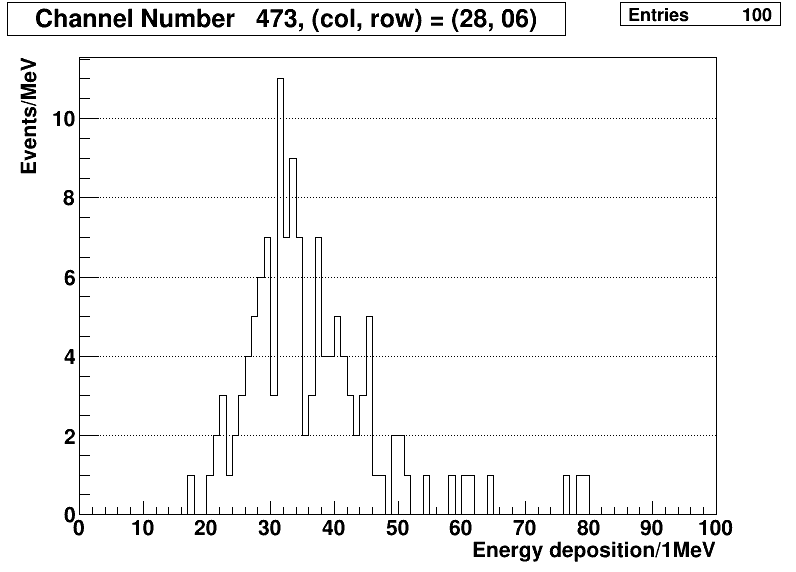 Channel Number 473, (col, row) = (28, 06)
Entries 100
Events/MeV
10
8
6
4
2
0
0 10 20 30 40 50 60 70 80 90 100
Energy deposition/1MeV